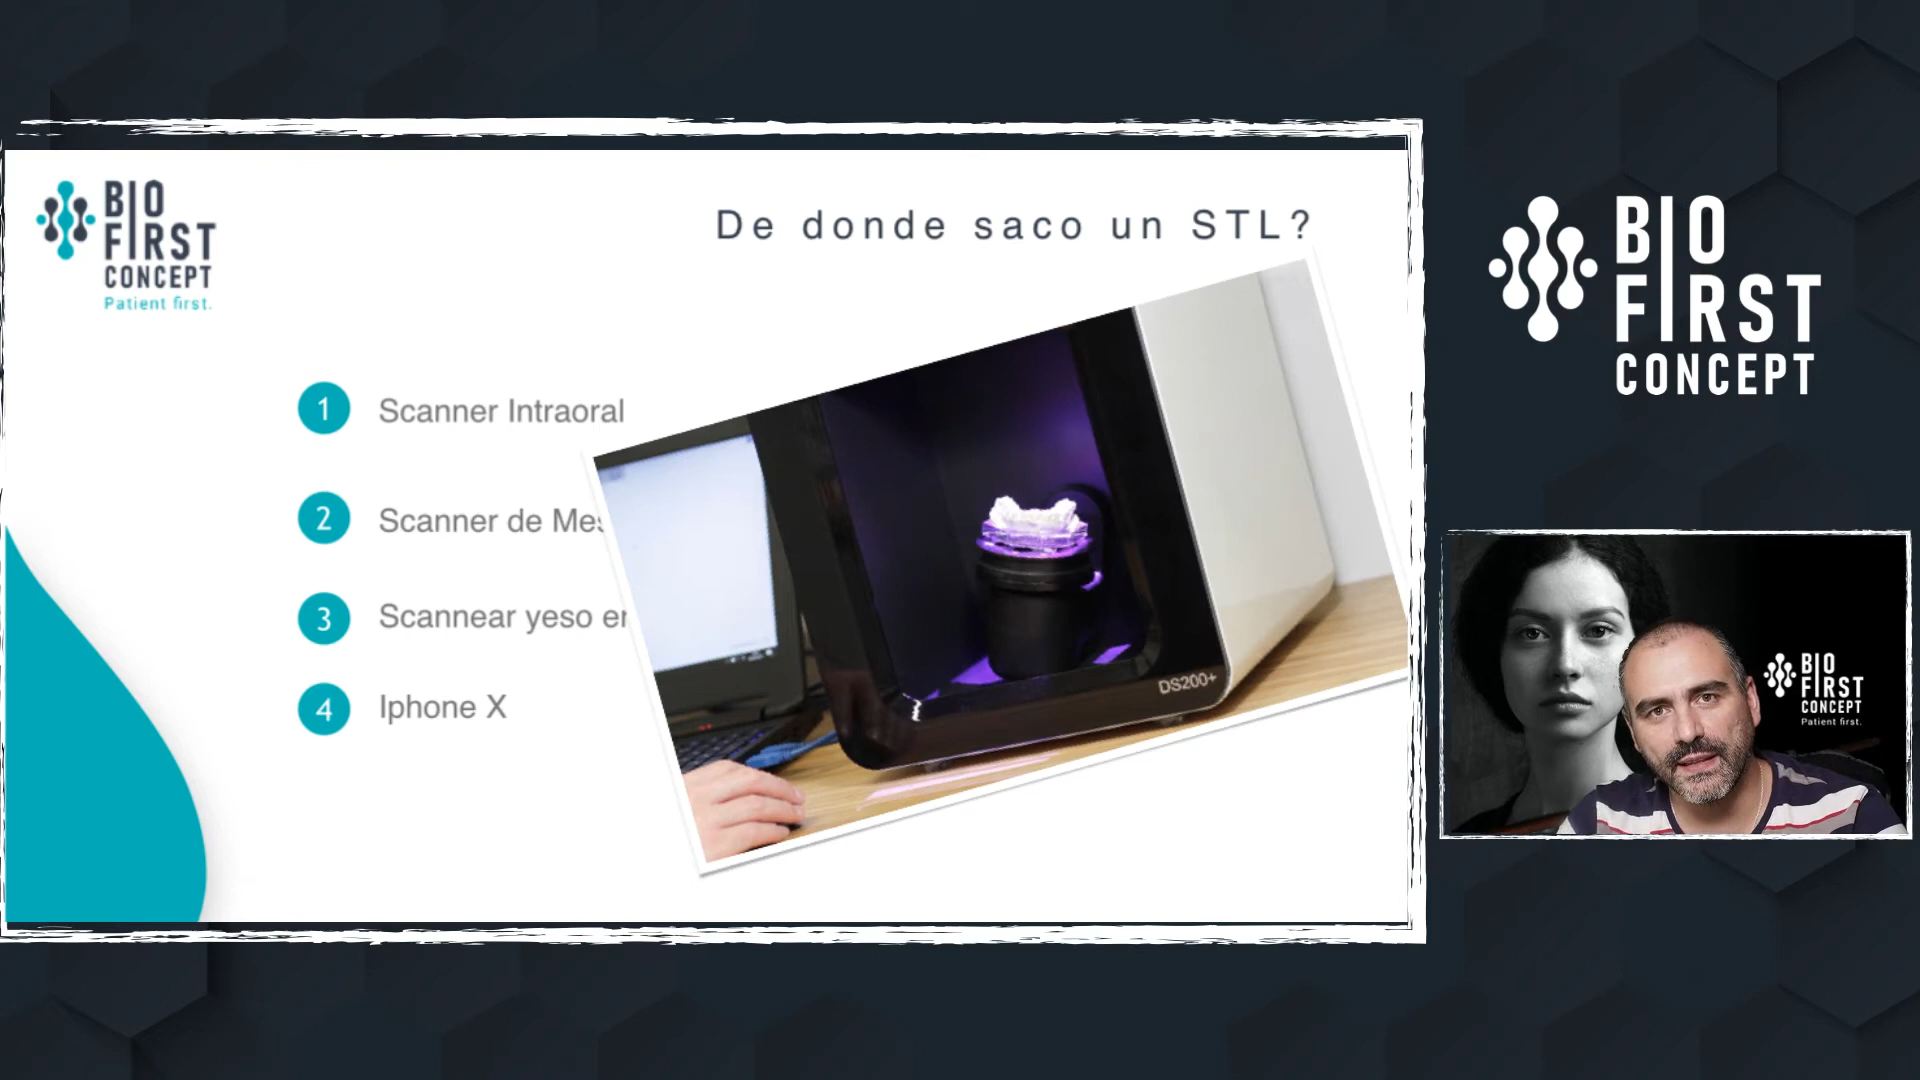 BIO
FIRST
CONCEPT
Patient first.
De donde saco un STL?
1 Scanner Intraoral
2 Scanner de
3 Scannear yeso
4 Iphone X
DS200+
BIO
FIRST
CONCEPT
BIO
FIRST
CONCEPT
Patient first.